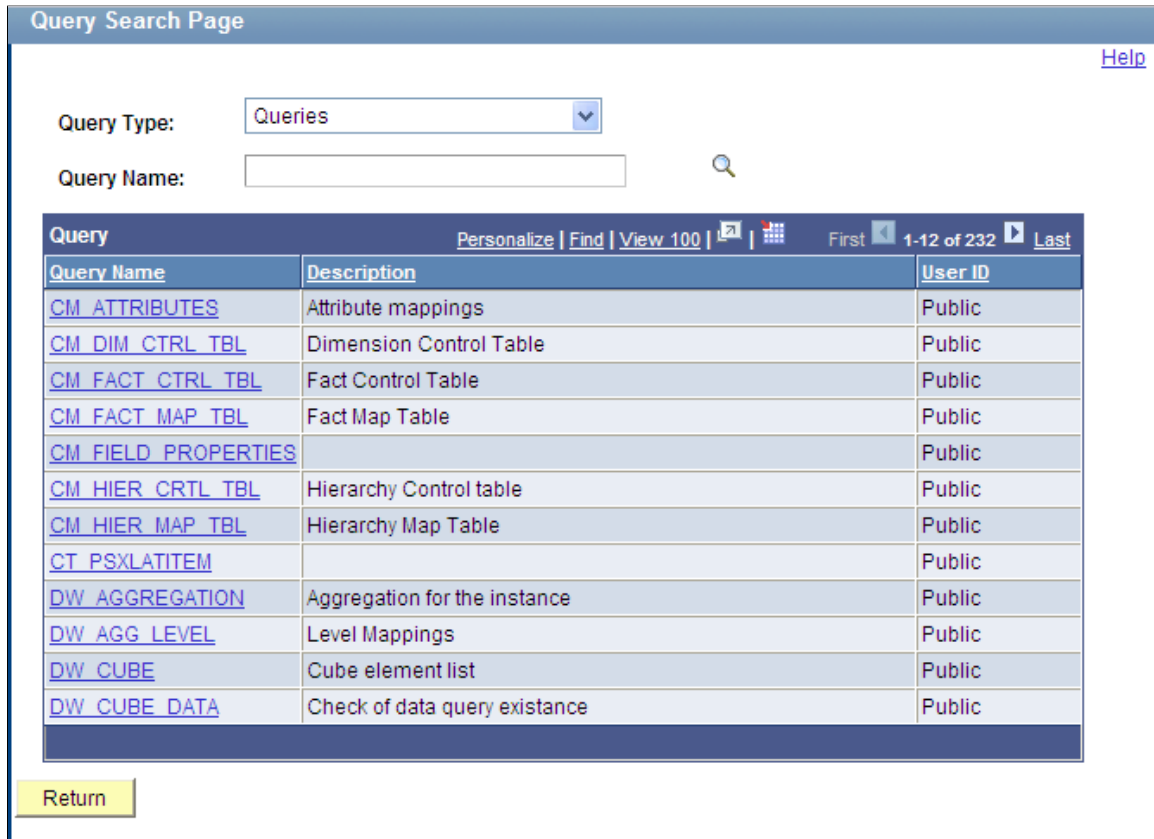 Query Search Page
Help
Query Type: Queries
Query Name:
Query Personalize | Find | View 100 | | First 1-12 of 232 Last
Query Name Description User ID
CM_ATTRIBUTES Attribute mappings Public
CM_DIM_CTRL_TBL Dimension Control Table Public
CM_FACT_CTRL_TBL Fact Control Table Public
CM_FACT_MAP_TBL Fact Map Table Public
CM_FIELD_PROPERTIES Public
CM_HIER_CRTL_TBL Hierarchy Control table Public
CM_HIER_MAP_TBL Hierarchy Map Table Public
CT_PSXLATITEM Public
DW_AGGREGATION Aggregation for the instance Public
DW_AGG_LEVEL Level Mappings Public
DW_CUBE Cube element list Public
DW_CUBE_DATA Check of data query existance Public
Return